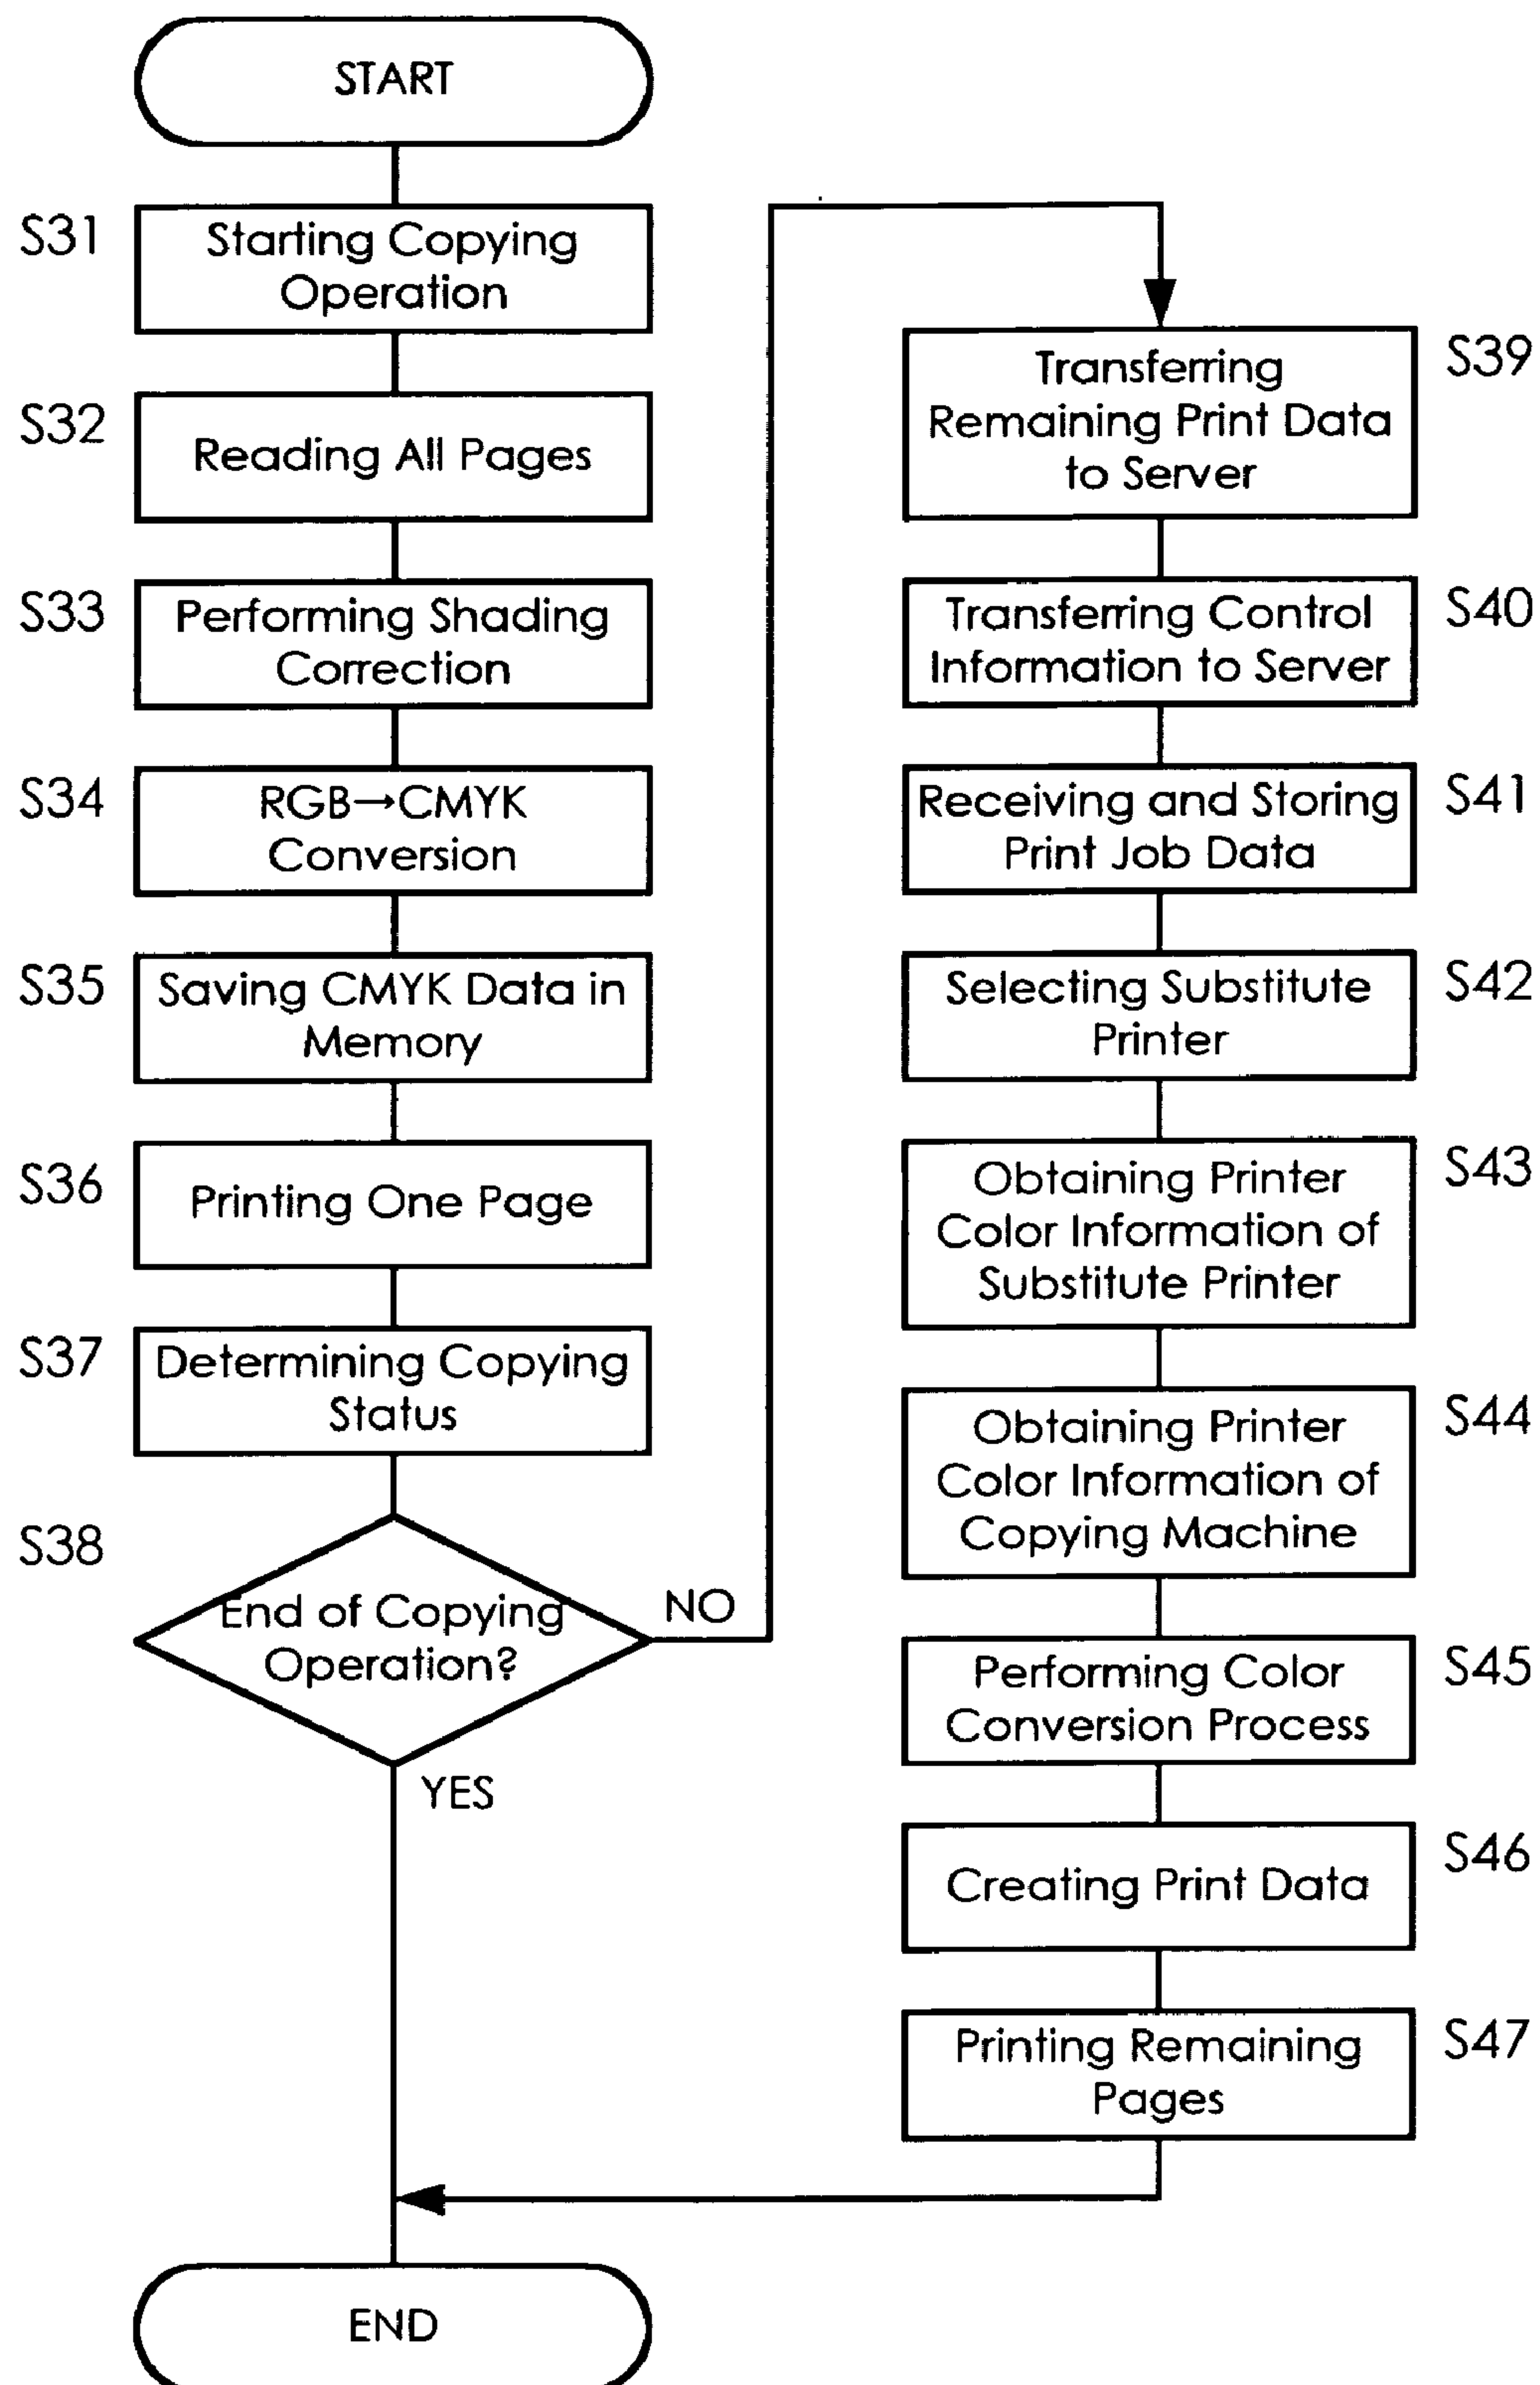 START
S31
Starting Copying
Operation
S32
Reading All Pages
S33
Performing Shading
Correction
S34
RGB→CMYK
Conversion
S35
Saving CMYK Data in
Memory
S36
Printing One Page
S37
Determining Copying
Status
S38
End of Copying
Operation?
NO
YES
S39
Transferring
Remaining Print Data
to Server
S40
Transferring Control
Information to Server
S41
Receiving and Storing
Print Job Data
S42
Selecting Substitute
Printer
S43
Obtaining Printer
Color Information of
Substitute Printer
S44
Obtaining Printer
Color Information of
Copying Machine
S45
Performing Color
Conversion Process
S46
Creating Print Data
S47
Printing Remaining
Pages
END